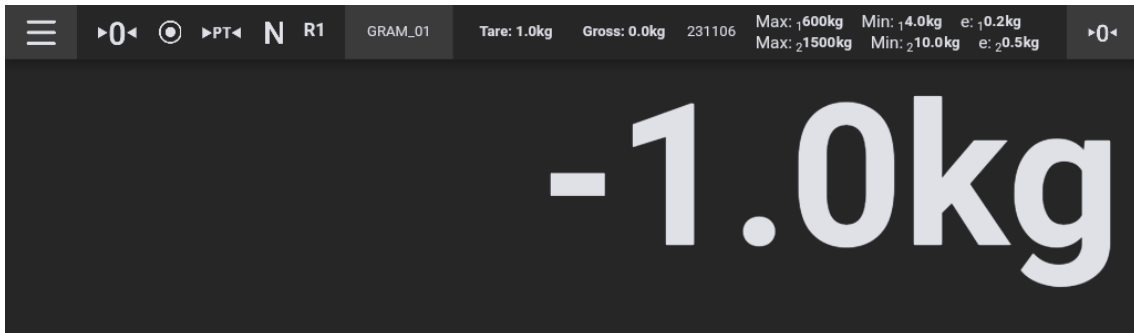 ▸0◂ PT N R1 GRAM_01 Tare: 1.0kg Gross: 0.0kg 231106 Max: ₁600kg Min: ₁4.0kg e: ₁0.2kg ▸0◂
Max: ₂1500kg Min: ₂10.0kg e: ₂0.5kg
-1.0kg